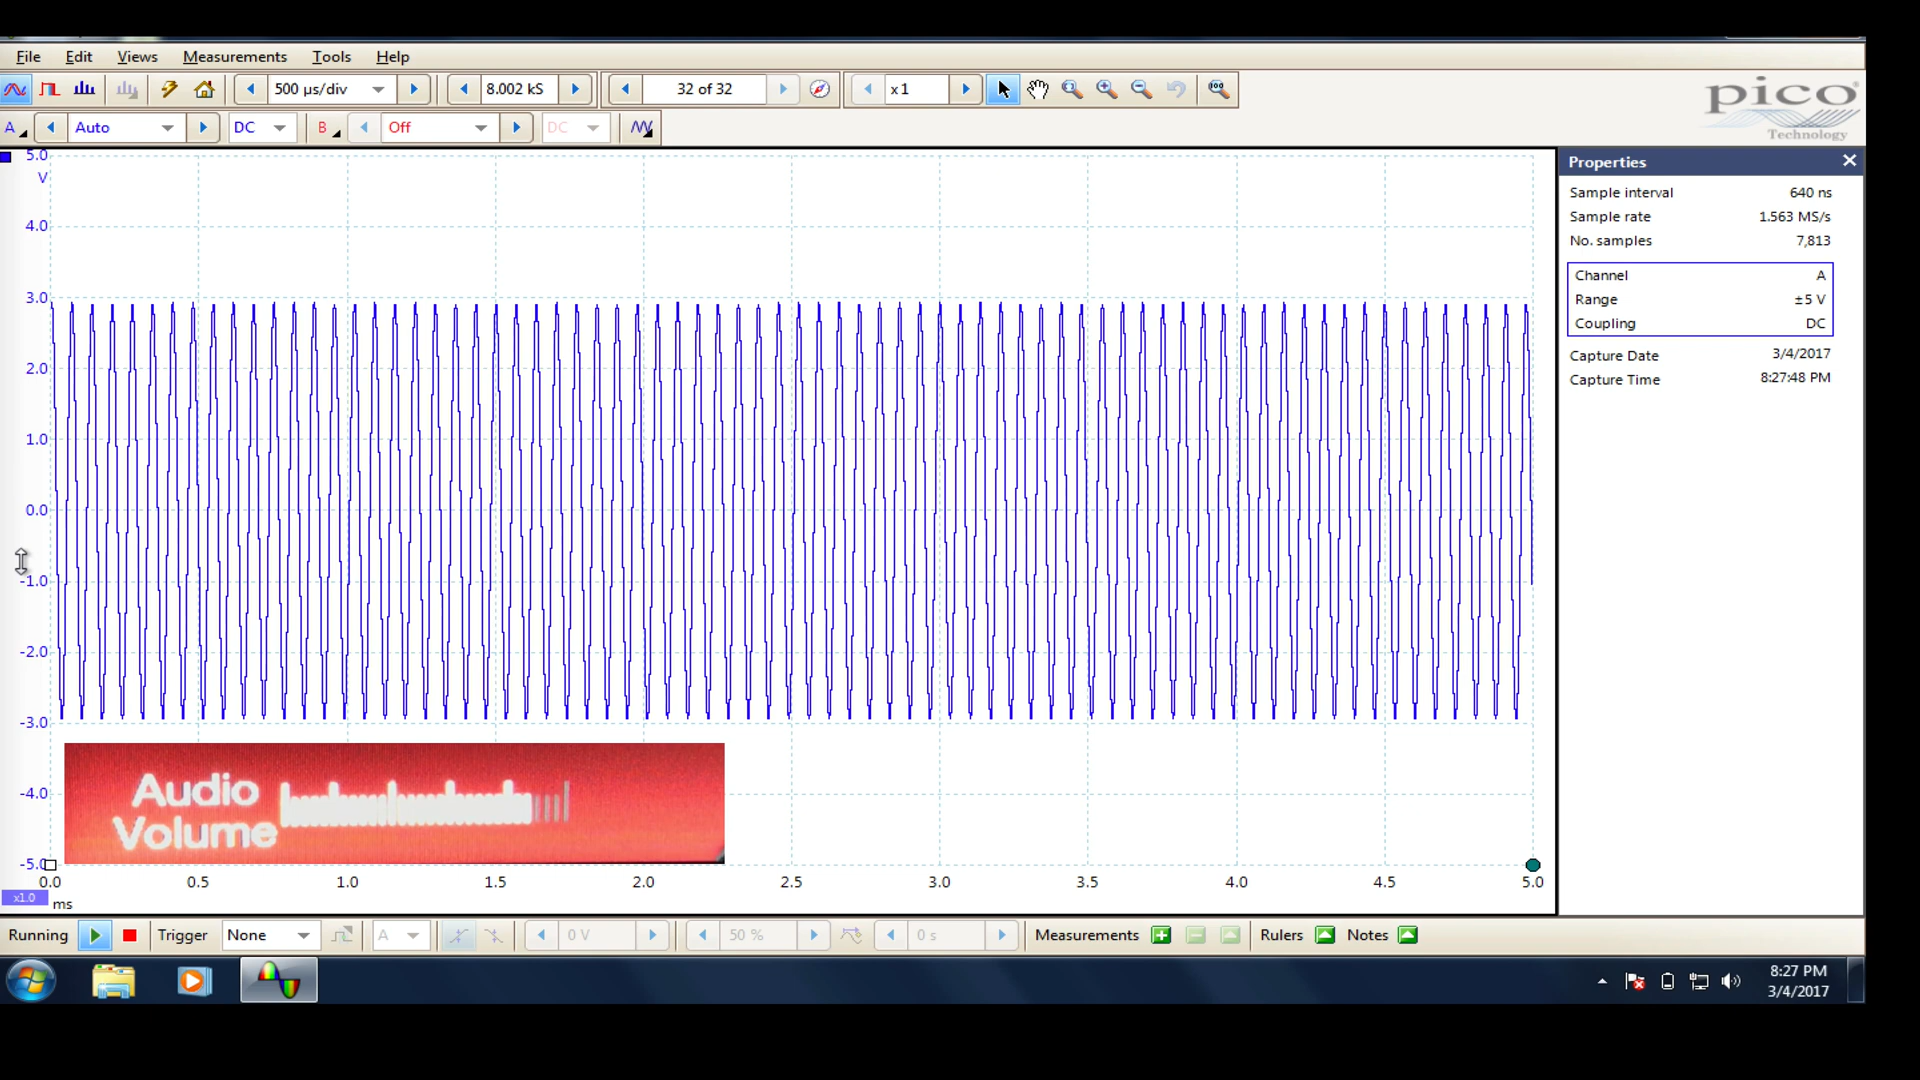 File Edit Views Measurements Tools Help
500 µs/div 8.002 kS 32 of 32 x1
pico
Technology
A Auto DC B Off DC
5.0
V
4.0
3.0
2.0
1.0
0.0
-1.0
-2.0
-3.0
-4.0
-5.0
Audio
Volume
0.0 0.5 1.0 1.5 2.0 2.5 3.0 3.5 4.0 4.5 5.0
x1.0 ms
Properties
Sample interval 640 ns
Sample rate 1.563 MS/s
No. samples 7,813
Channel A
Range ±5 V
Coupling DC
Capture Date 3/4/2017
Capture Time 8:27:48 PM
Running Trigger None A 0 V 50 % 0 s Measurements Rulers Notes
8:27 PM
3/4/2017